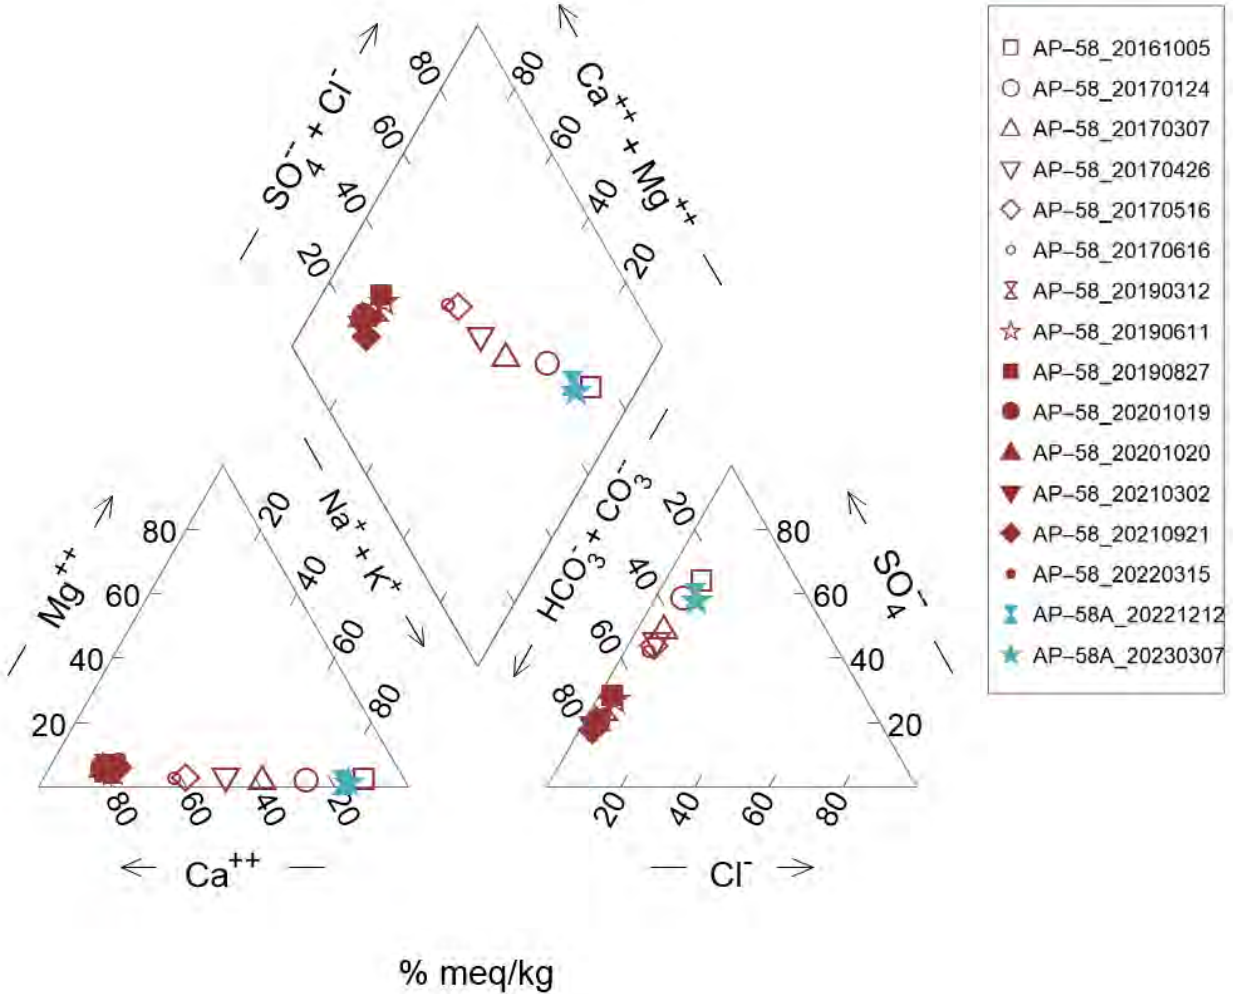 SO4-- + Cl-
Ca++ + Mg++
80
60
40
20
80
60
40
20
Mg++
80
60
40
20
Na+ + K+
20
40
60
80
80
60
40
20
Ca++
HCO3- + CO3-
20
40
60
80
SO4-
80
60
40
20
20
40
60
80
Cl-
% meq/kg
AP–58_20161005
AP–58_20170124
AP–58_20170307
AP–58_20170426
AP–58_20170516
AP–58_20170616
AP–58_20190312
AP–58_20190611
AP–58_20190827
AP–58_20201019
AP–58_20201020
AP–58_20210302
AP–58_20210921
AP–58_20220315
AP–58A_20221212
AP–58A_20230307